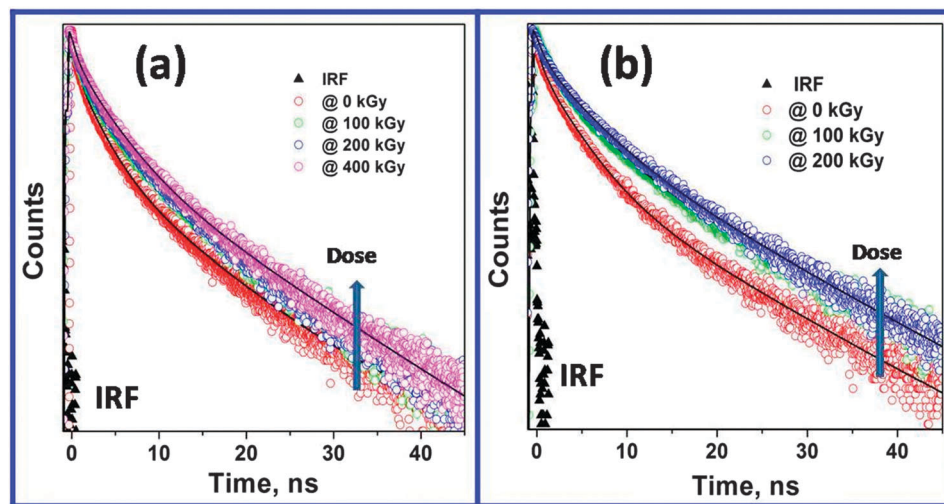 (a)
▲ IRF
○ @ 0 kGy
○ @ 100 kGy
○ @ 200 kGy
○ @ 400 kGy
Counts
Dose
IRF
0 10 20 30 40
Time, ns
(b)
▲ IRF
○ @ 0 kGy
○ @ 100 kGy
○ @ 200 kGy
Counts
Dose
IRF
0 10 20 30 40
Time, ns